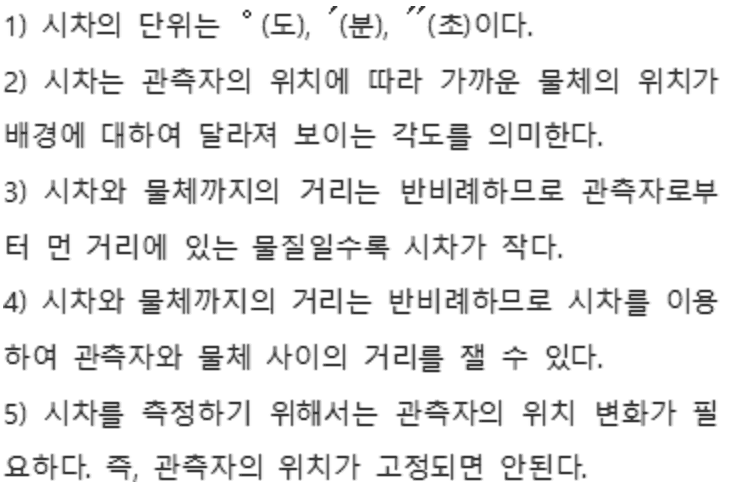 1) 시차의 단위는 ˚(도), ′(분), ″(초)이다.
2) 시차는 관측자의 위치에 따라 가까운 물체의 위치가
배경에 대하여 달라져 보이는 각도를 의미한다.
3) 시차와 물체까지의 거리는 반비례하므로 관측자로부
터 먼 거리에 있는 물질일수록 시차가 작다.
4) 시차와 물체까지의 거리는 반비례하므로 시차를 이용
하여 관측자와 물체 사이의 거리를 잴 수 있다.
5) 시차를 측정하기 위해서는 관측자의 위치 변화가 필
요하다. 즉, 관측자의 위치가 고정되면 안된다.